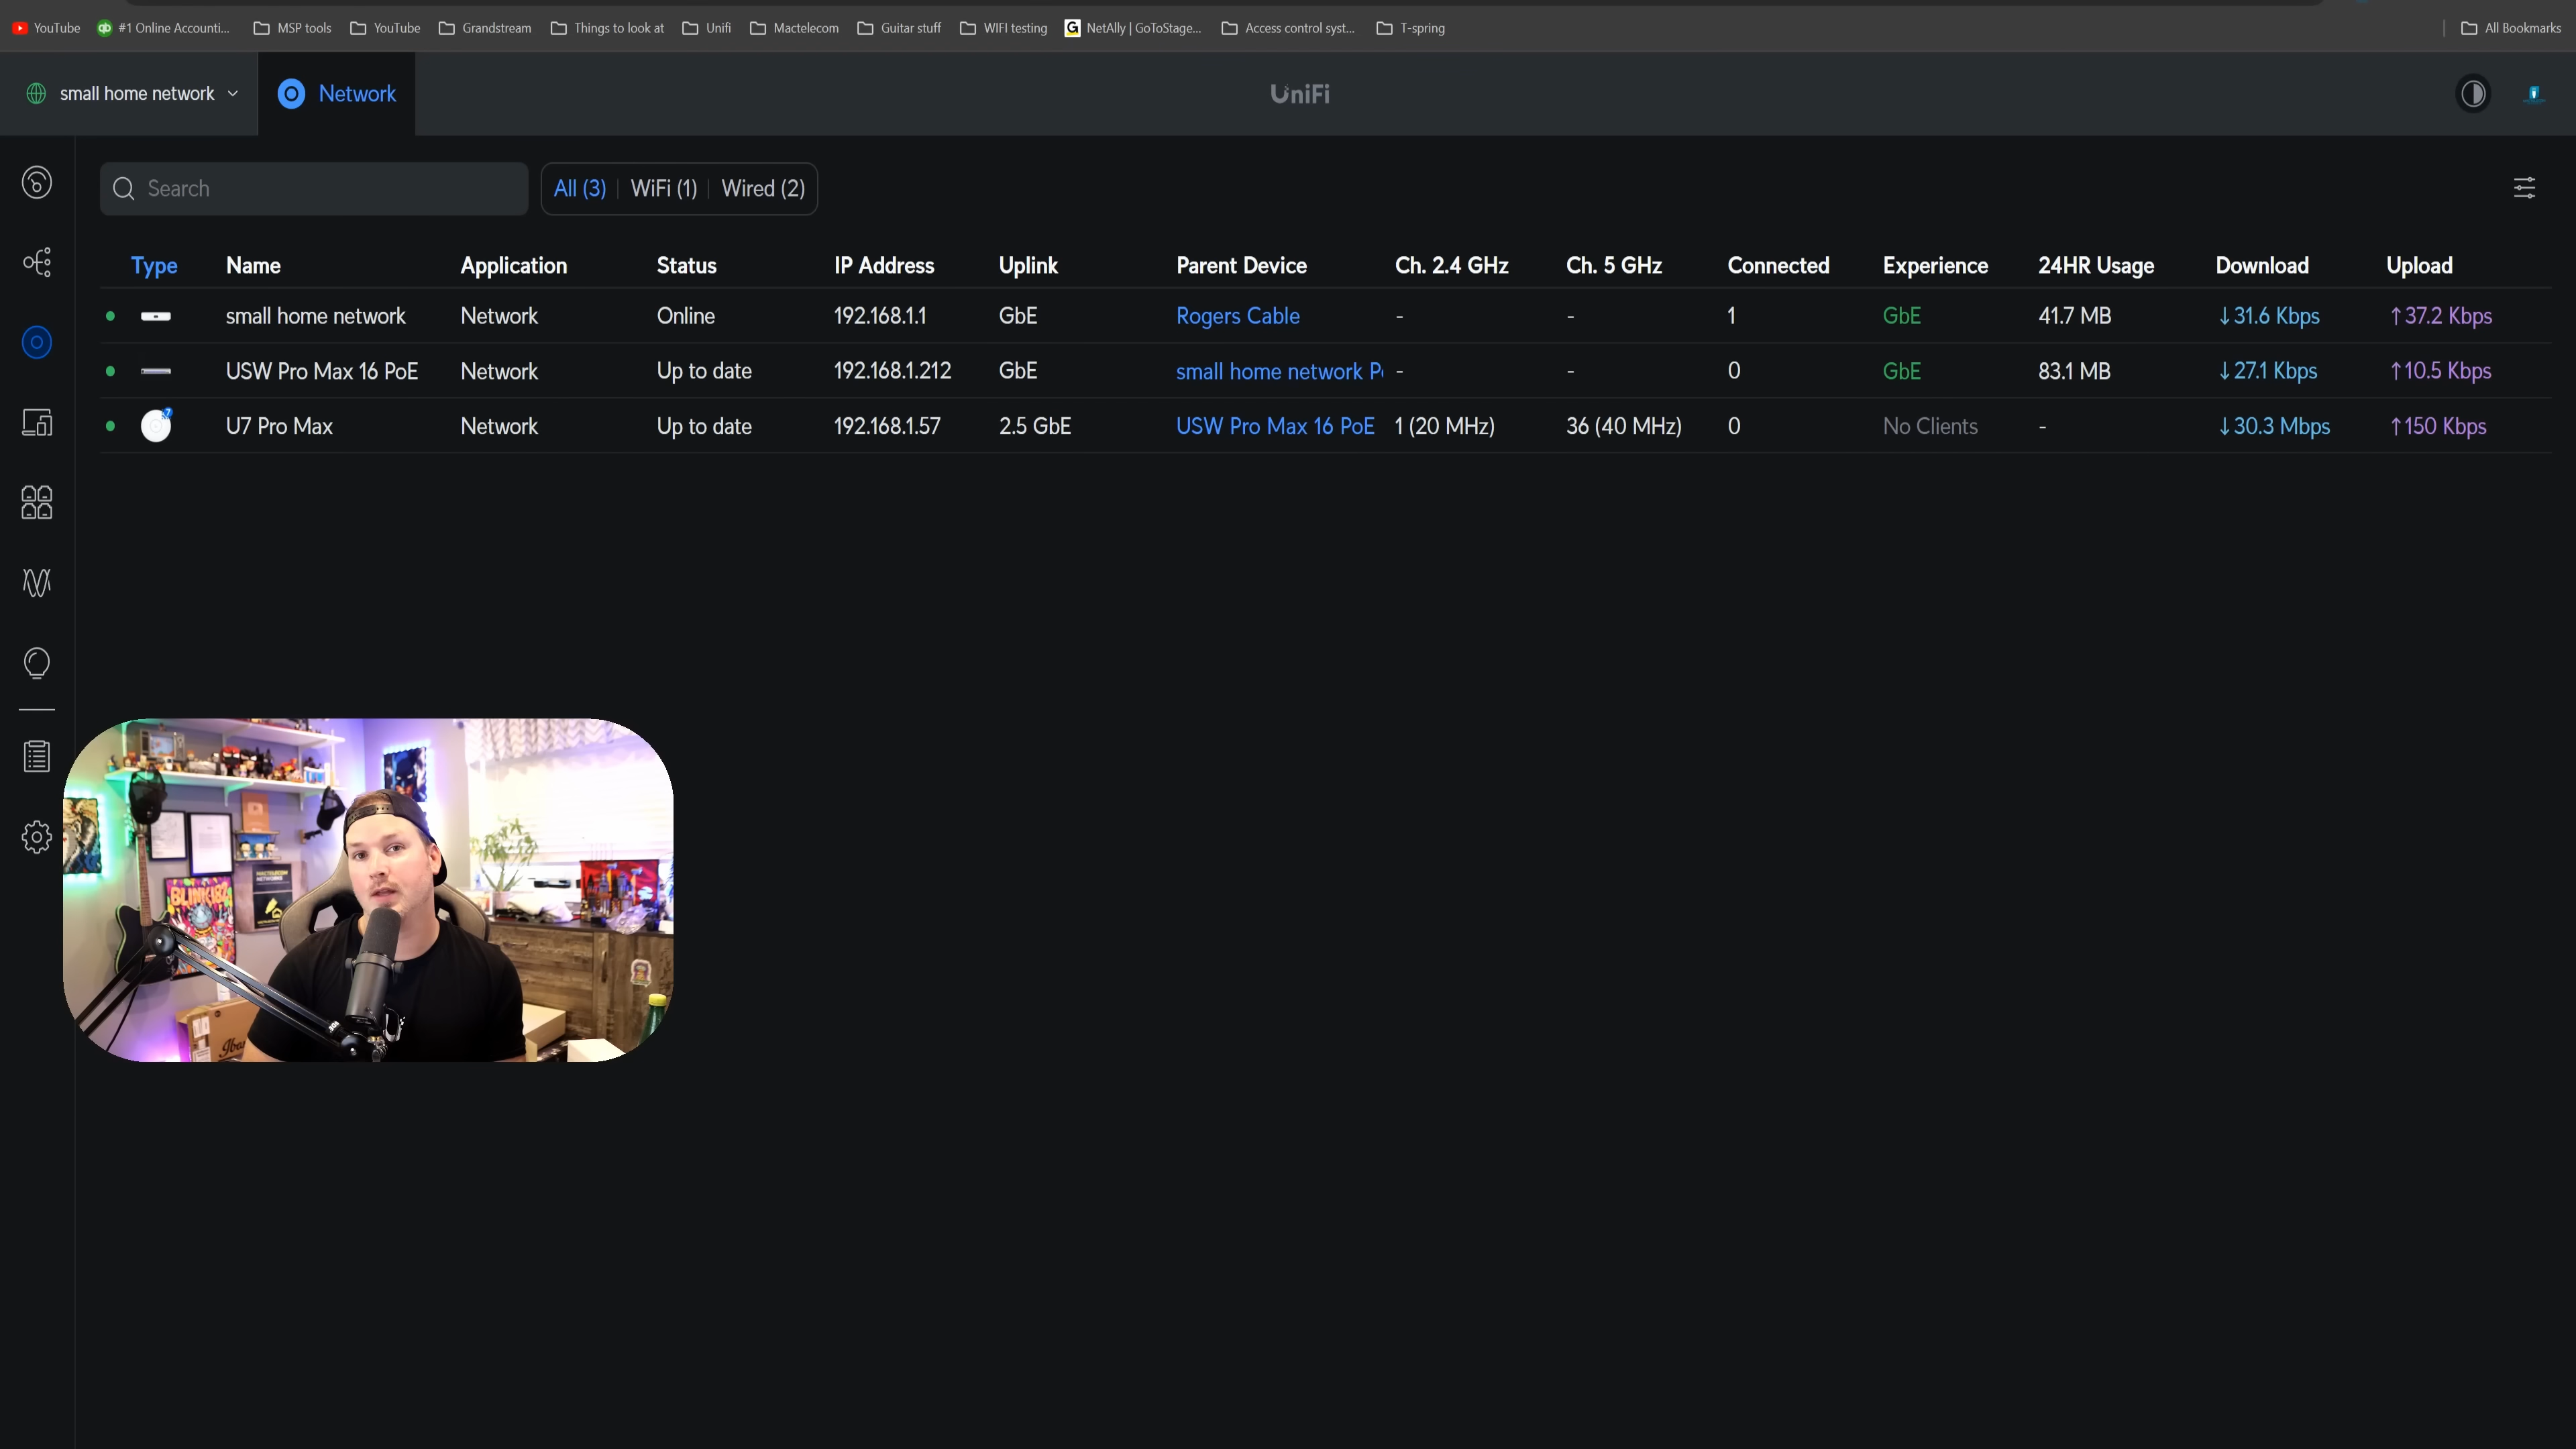 YouTube #1 Online Accounti... MSP tools YouTube Grandstream Things to look at Unifi Mactelecom Guitar stuff WIFI testing NetAlly | GoToStage... Access control syst... T-spring All Bookmarks
small home network Network UniFi
Search All (3) WiFi (1) Wired (2)
Type Name Application Status IP Address Uplink Parent Device Ch. 2.4 GHz Ch. 5 GHz Connected Experience 24HR Usage Download Upload
small home network Network Online 192.168.1.1 GbE Rogers Cable - - 1 GbE 41.7 MB ↓31.6 Kbps ↑37.2 Kbps
USW Pro Max 16 PoE Network Up to date 192.168.1.212 GbE small home network - - 0 GbE 83.1 MB ↓27.1 Kbps ↑10.5 Kbps
U7 Pro Max Network Up to date 192.168.1.57 2.5 GbE USW Pro Max 16 PoE 1 (20 MHz) 36 (40 MHz) 0 No Clients - ↓30.3 Mbps ↑150 Kbps
BLINK182